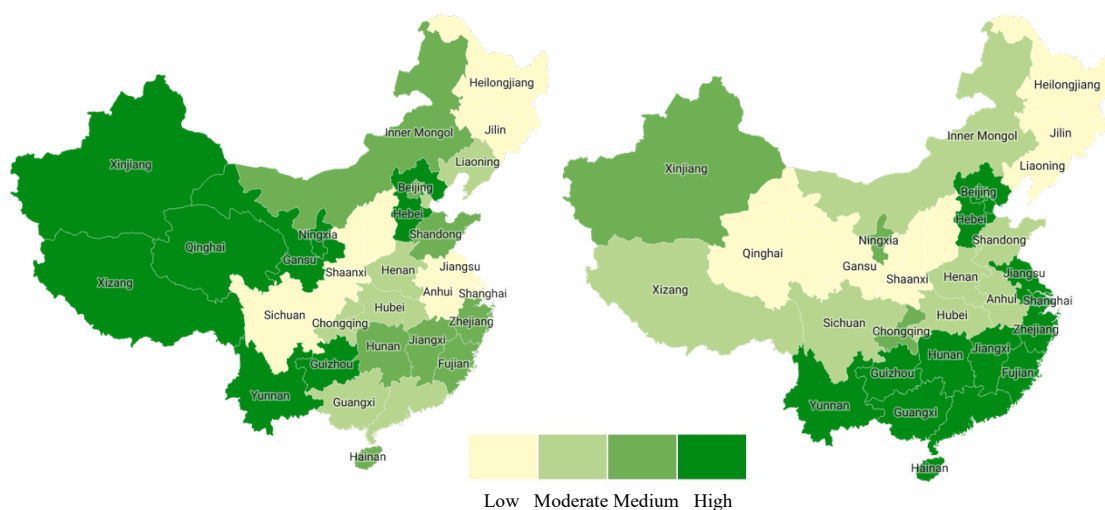 Heilongjiang
Jilin
Liaoning
Inner Mongol
Xinjiang
Beijing
Hebei
Ningxia
Shandong
Qinghai
Gansu
Xizang
Shaanxi
Henan
Jiangsu
Anhui
Shanghai
Sichuan
Hubei
Chongqing
Zhejiang
Hunan
Jiangxi
Guizhou
Fujian
Yunnan
Guangxi
Hainan
Heilongjiang
Jilin
Inner Mongol
Liaoning
Xinjiang
Beijing
Hebei
Ningxia
Shandong
Qinghai
Gansu
Shaanxi
Henan
Jiangsu
Xizang
Anhui
Shanghai
Sichuan
Hubei
Chongqing
Zhejiang
Hunan
Jiangxi
Guizhou
Fujian
Yunnan
Guangxi
Hainan
Low Moderate Medium High